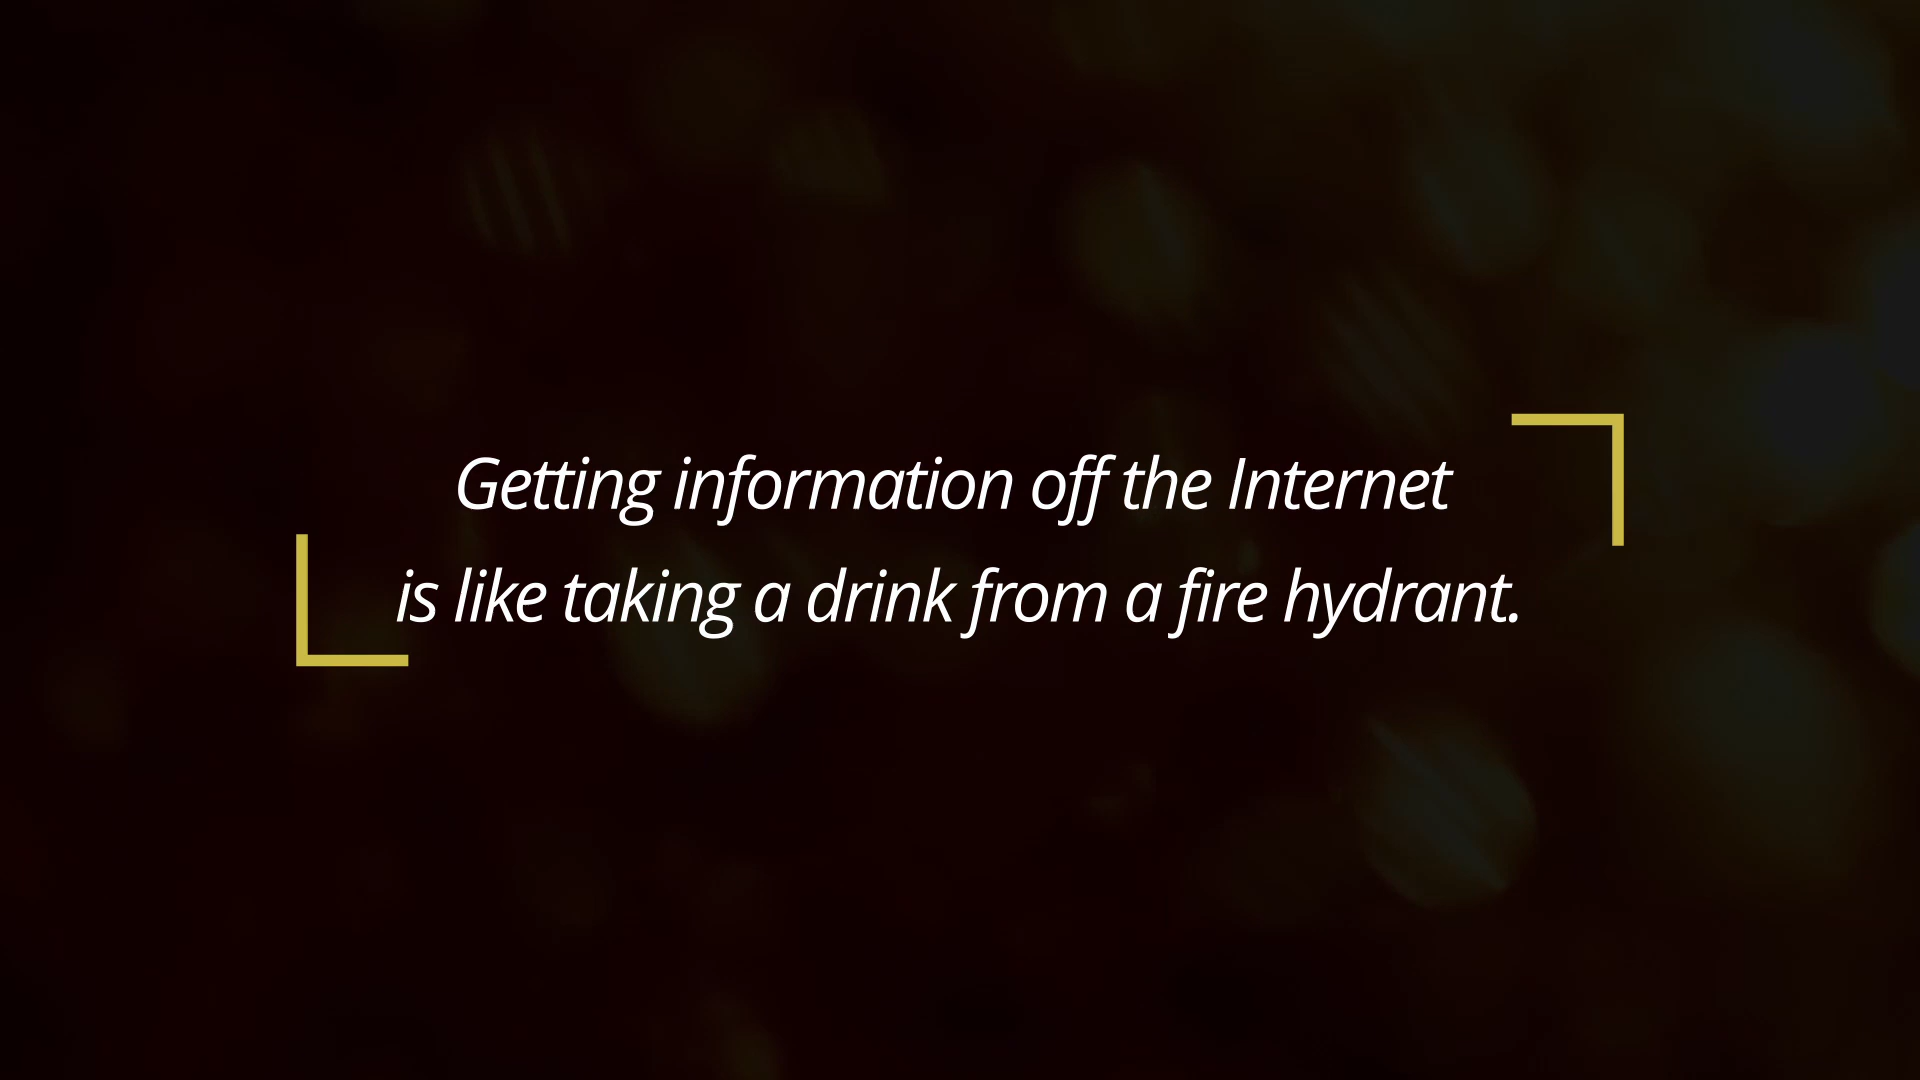 Getting information off the Internet
is like taking a drink from a fire hydrant.